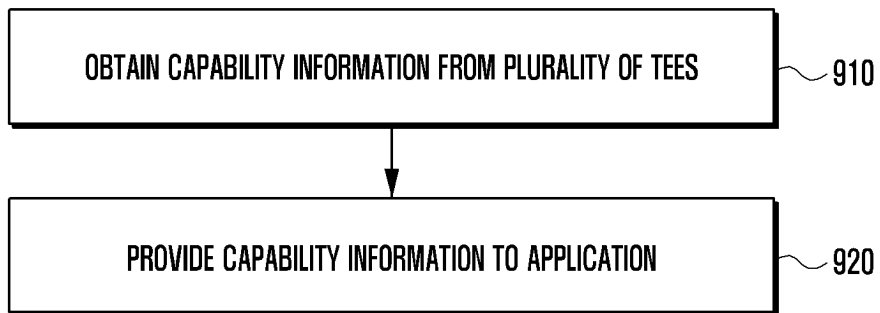 OBTAIN CAPABILITY INFORMATION FROM PLURALITY OF TEES
910
PROVIDE CAPABILITY INFORMATION TO APPLICATION
920